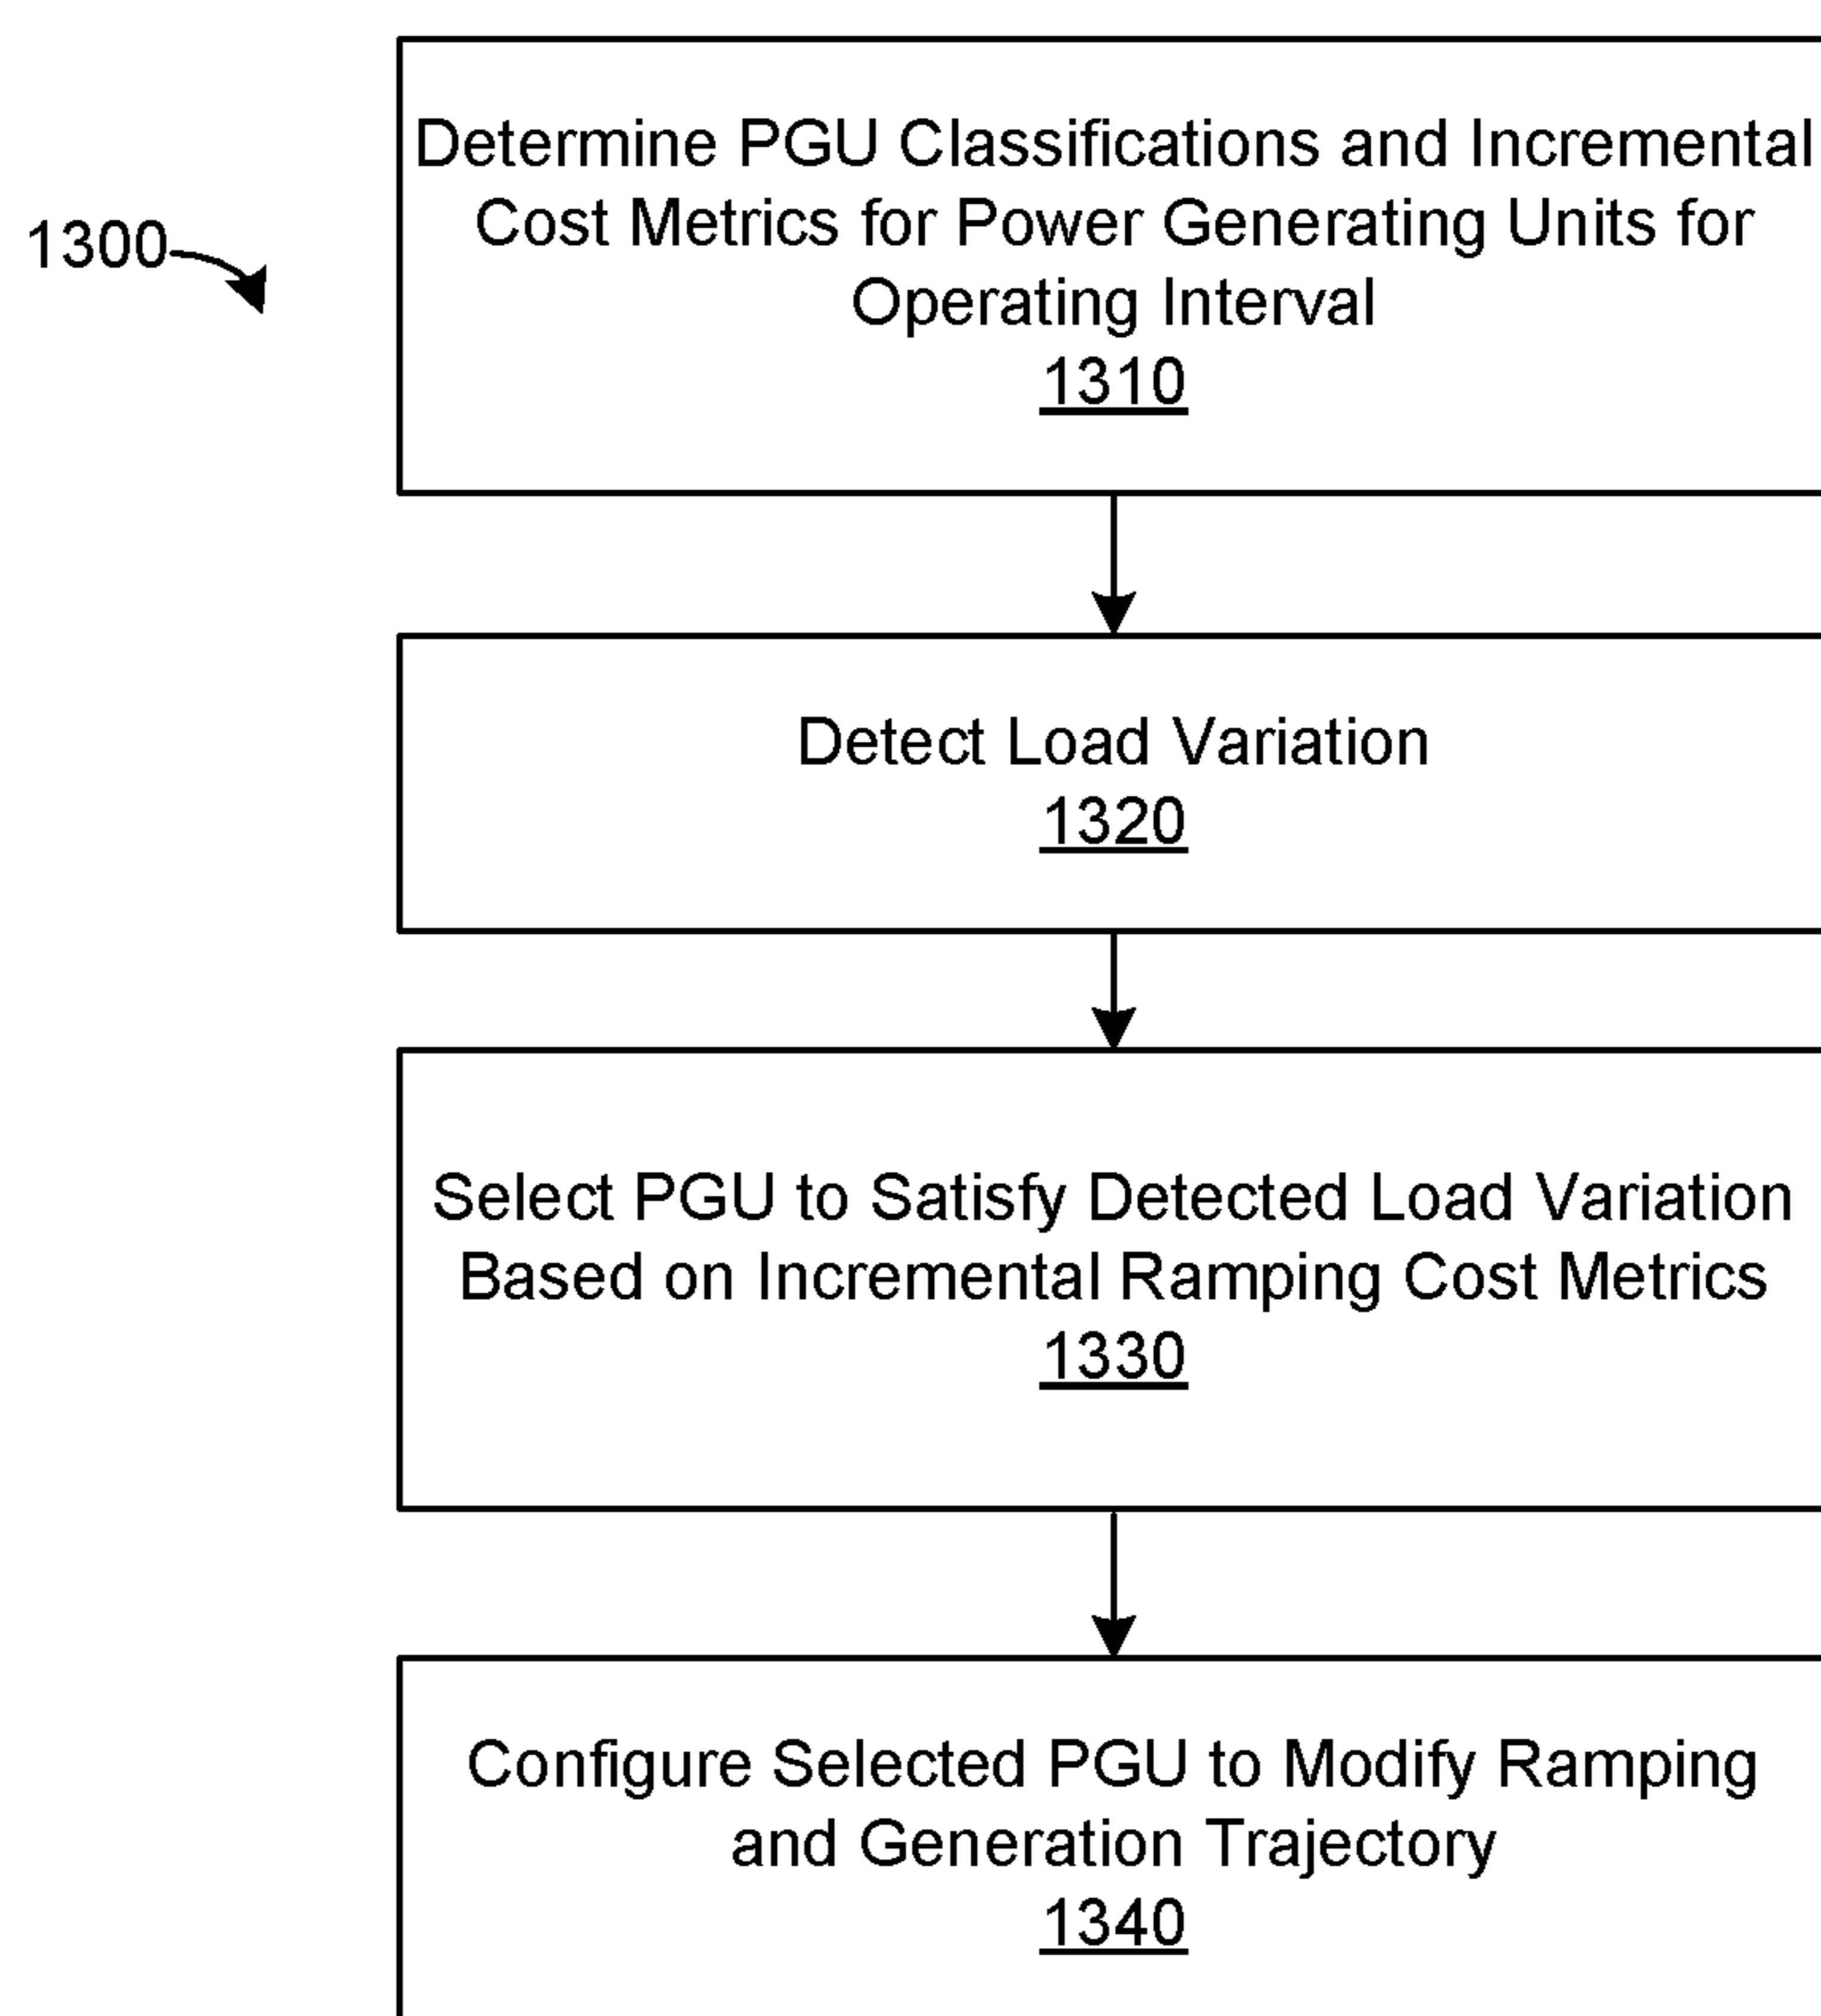 Determine PGU Classifications and Incremental
Cost Metrics for Power Generating Units for
Operating Interval
1310
1300
Detect Load Variation
1320
Select PGU to Satisfy Detected Load Variation
Based on Incremental Ramping Cost Metrics
1330
Configure Selected PGU to Modify Ramping
and Generation Trajectory
1340